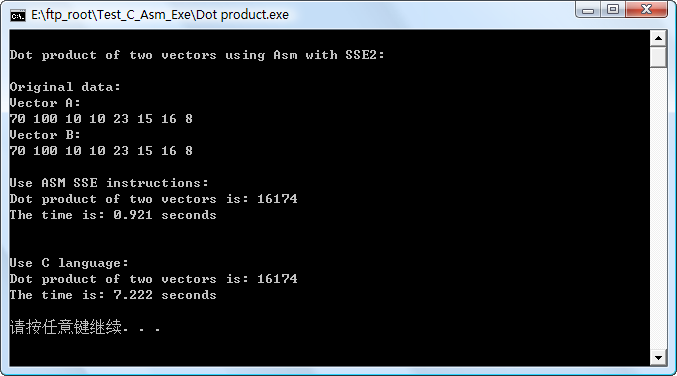 E:\ftp_root\Test_C_Asm_Exe\Dot product.exe
Dot product of two vectors using Asm with SSE2:
Original data:
Vector A:
70 100 10 10 23 15 16 8
Vector B:
70 100 10 10 23 15 16 8
Use ASM SSE instructions:
Dot product of two vectors is: 16174
The time is: 0.921 seconds
Use C language:
Dot product of two vectors is: 16174
The time is: 7.222 seconds
请按任意键继续. . .